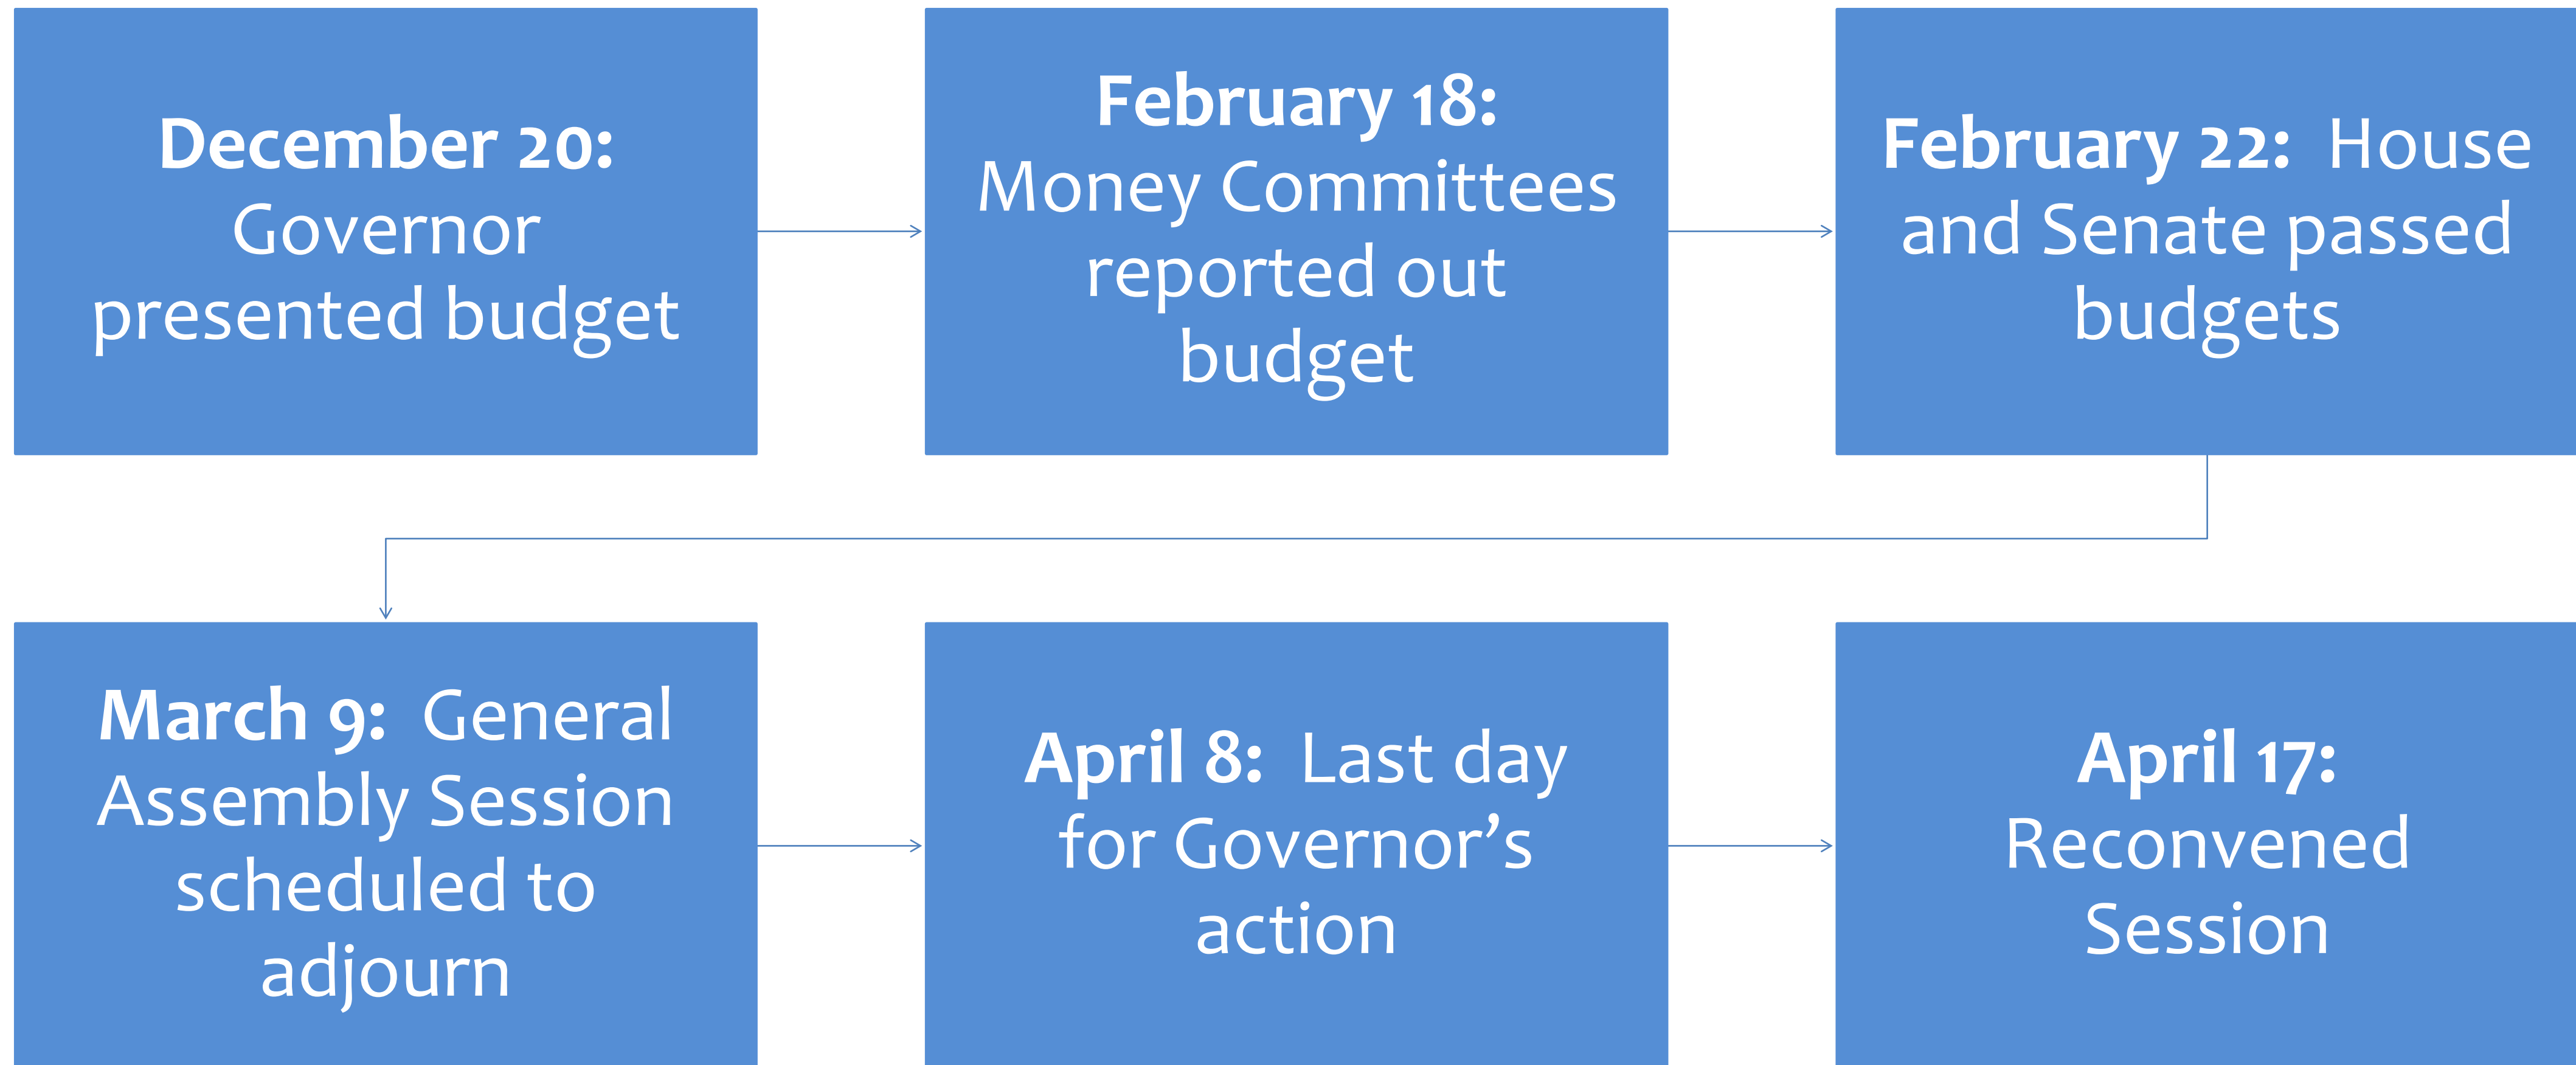 December 20:
Governor
presented budget
February 18:
Money Committees
reported out
budget
February 22:  House
and Senate passed
budgets
March 9:  General
Assembly Session
scheduled to
adjourn
April 8:  Last day
for Governor’s
action
April 17:
Reconvened
Session